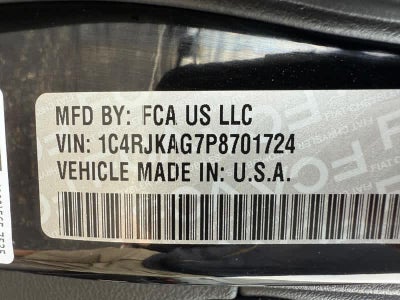 MFD BY: FCA US LLC
VIN: 1C4RJKAG7P8701724
VEHICLE MADE IN: U.S.A.